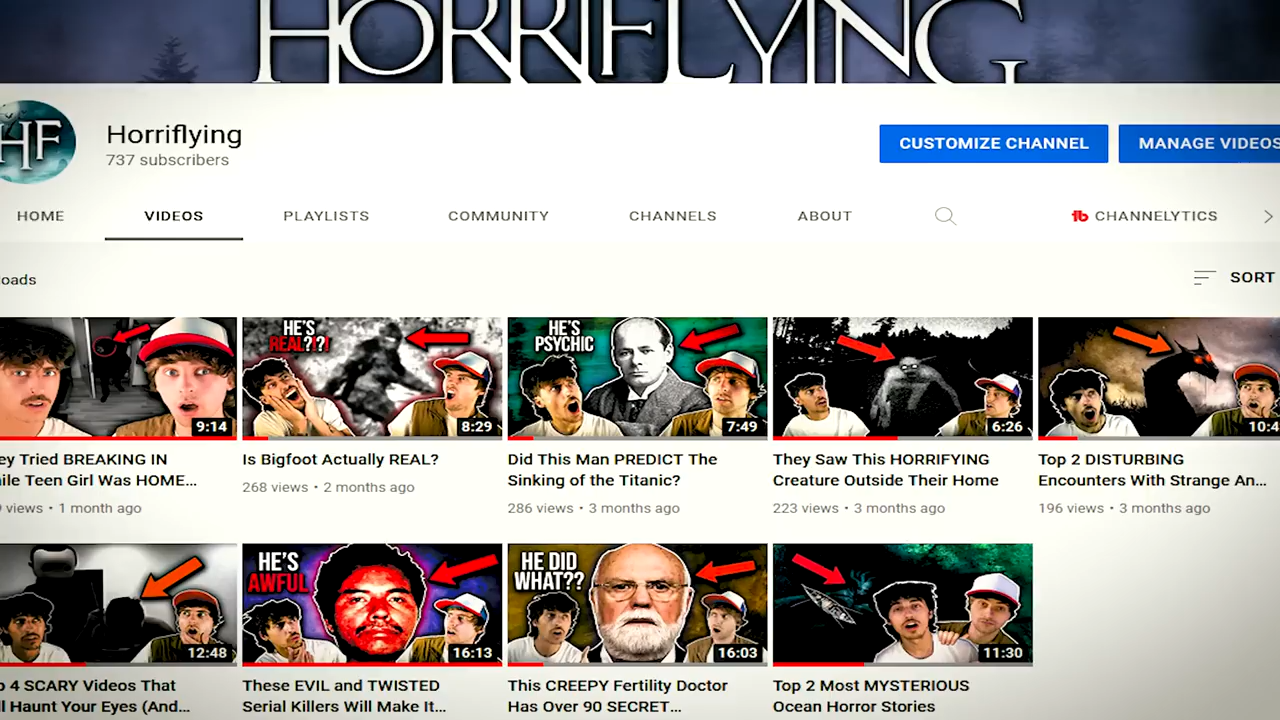 HORRIFLYING
HF
Horriflying
737 subscribers
CUSTOMIZE CHANNEL
MANAGE VIDEOS
HOME
VIDEOS
PLAYLISTS
COMMUNITY
CHANNELS
ABOUT
CHANNELYTICS
oads
SORT
9:14
HE'S
REAL?!?!
8:29
HE'S
PSYCHIC
7:49
6:26
10:4
ey Tried BREAKING IN
ile Teen Girl Was HOME...
views • 1 month ago
Is Bigfoot Actually REAL?
268 views • 2 months ago
Did This Man PREDICT The
Sinking of the Titanic?
286 views • 3 months ago
They Saw This HORRIFYING
Creature Outside Their Home
223 views • 3 months ago
Top 2 DISTURBING
Encounters With Strange An...
196 views • 3 months ago
12:48
HE'S
AWFUL
16:13
HE DID
WHAT??
16:03
11:30
p 4 SCARY Videos That
ll Haunt Your Eyes (And...
These EVIL and TWISTED
Serial Killers Will Make It...
This CREEPY Fertility Doctor
Has Over 90 SECRET...
Top 2 Most MYSTERIOUS
Ocean Horror Stories